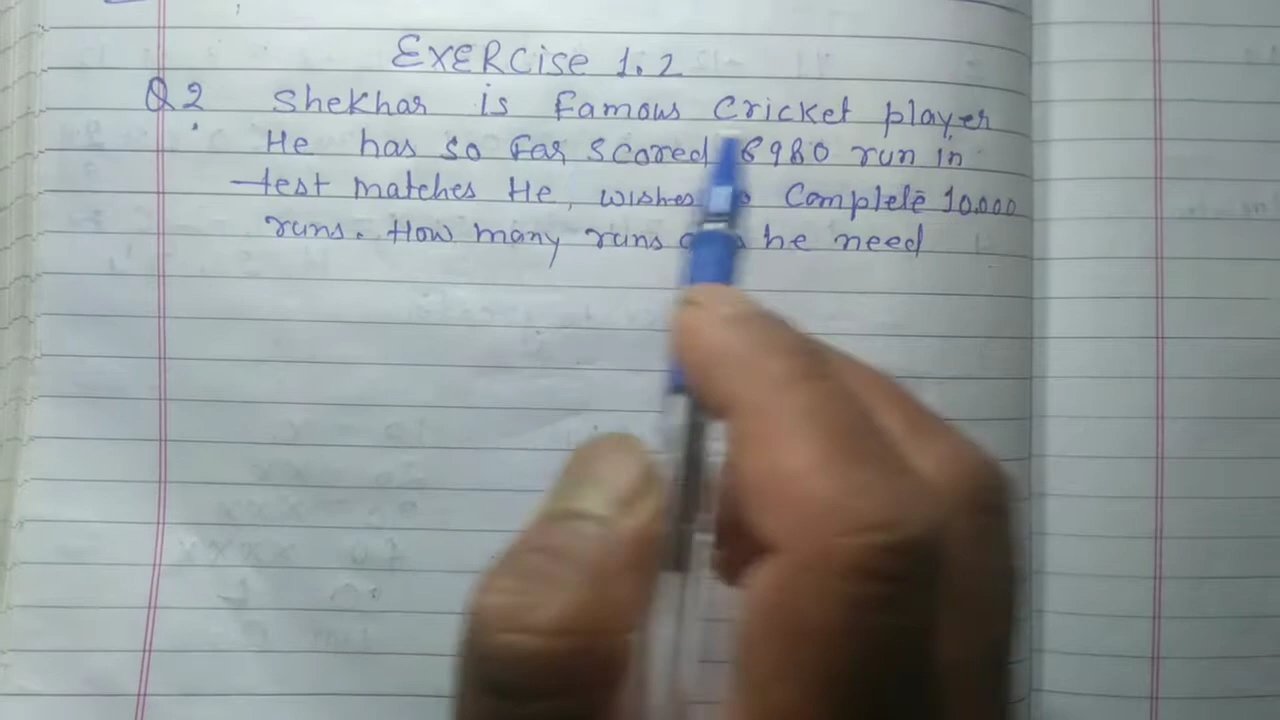 Exercise 1.2
Q2 Shekhar is famous cricket player
He has so far scored 6980 run in
test matches He, wishes Complete 10,000
runs. How many runs he need